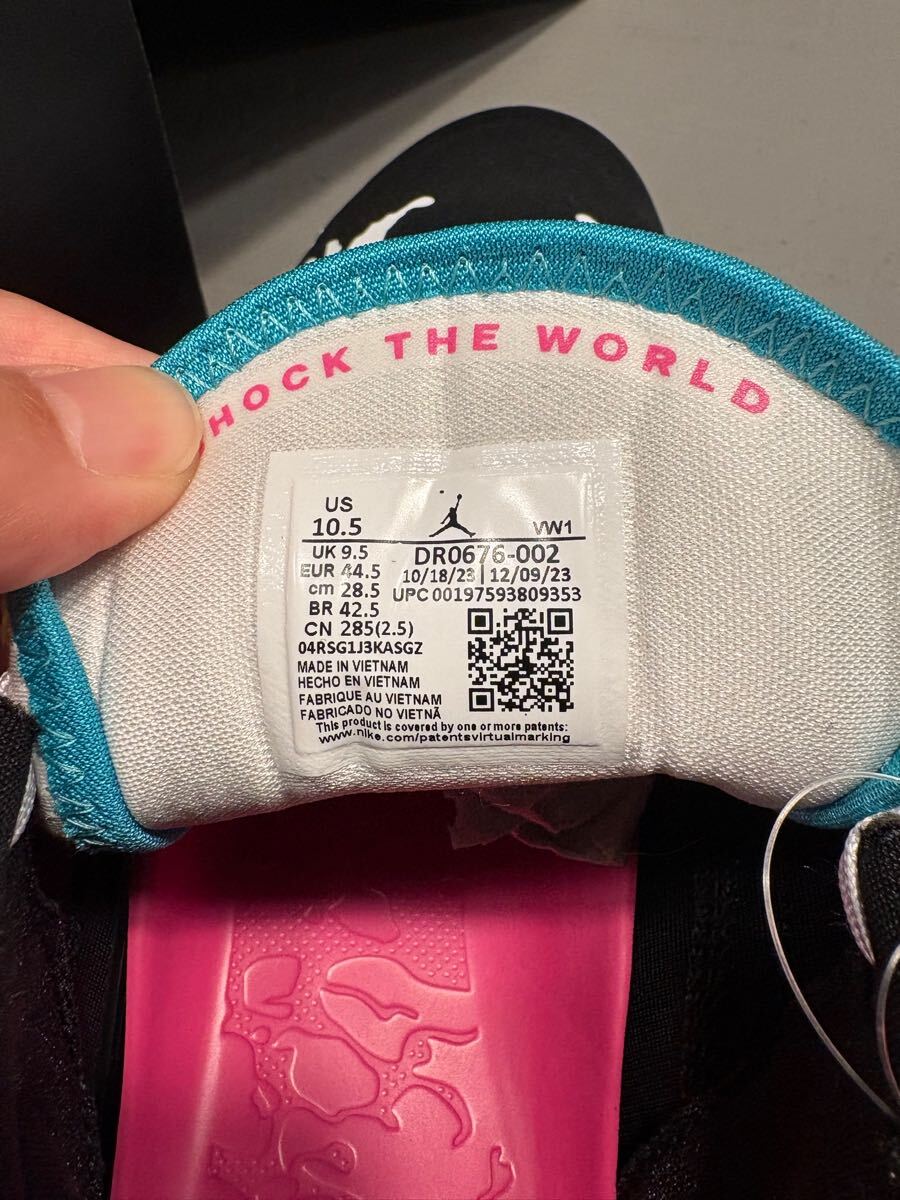 HOCK THE WORLD
US
10.5
VW1
UK 9.5
DR0676-002
EUR 44.5
10/18/23 | 12/09/23
cm 28.5
UPC 00197593809353
BR 42.5
CN 285(2.5)
04RSG1J3KASGZ
MADE IN VIETNAM
HECHO EN VIETNAM
FABRIQUE AU VIETNAM
FABRICADO NO VIETNÃ
This product is covered by one or more patents:
www.nike.com/patentsvirtualmarking